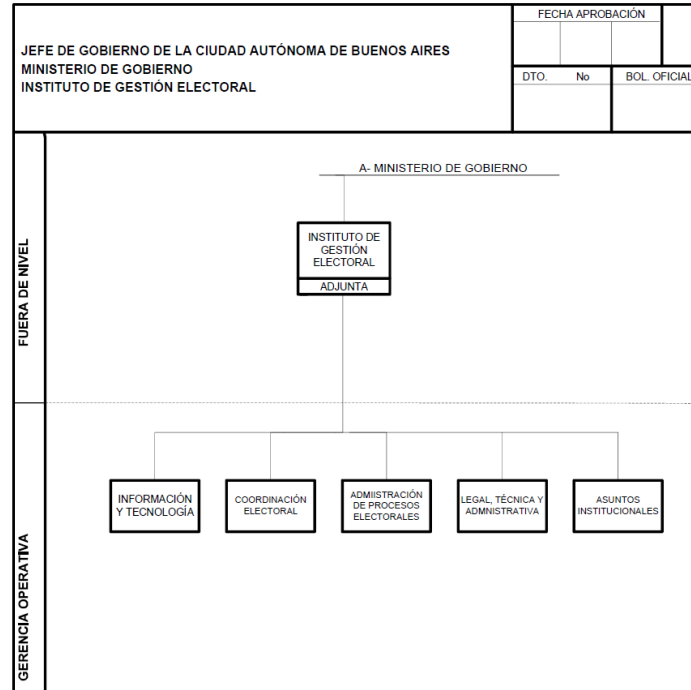 JEFE DE GOBIERNO DE LA CIUDAD AUTÓNOMA DE BUENOS AIRES
MINISTERIO DE GOBIERNO
INSTITUTO DE GESTIÓN ELECTORAL
FECHA APROBACIÓN
DTO. No BOL. OFICIAL
FUERA DE NIVEL
A- MINISTERIO DE GOBIERNO
INSTITUTO DE
GESTIÓN
ELECTORAL
ADJUNTA
GERENCIA OPERATIVA
INFORMACIÓN
Y TECNOLOGÍA
COORDINACIÓN
ELECTORAL
ADMIISTRACIÓN
DE PROCESOS
ELECTORALES
LEGAL, TÉCNICA Y
ADMNISTRATIVA
ASUNTOS
INSTITUCIONALES